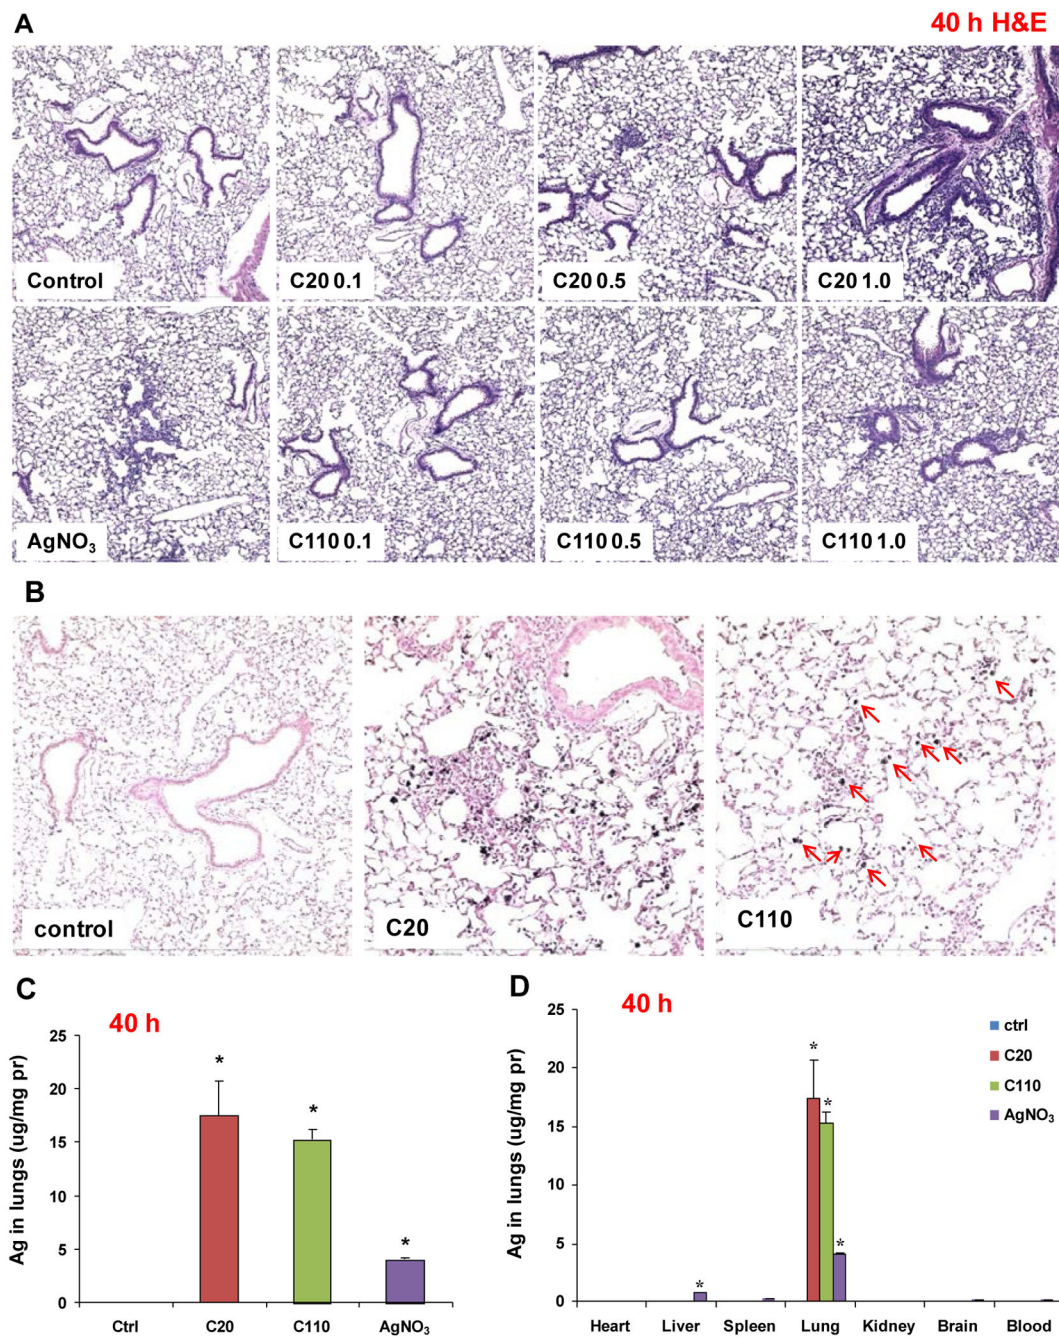 A
40 h H&E
Control
C20 0.1
C20 0.5
C20 1.0
AgNO₃
C110 0.1
C110 0.5
C110 1.0
B
control
C20
C110
C
40 h
Ag in lungs (ug/mg pr)
25
20
15
10
5
0
*
*
*
Ctrl C20 C110 AgNO₃
D
40 h
Ag in lungs (ug/mg pr)
25
20
15
10
5
0
*
*
*
*
ctrl
C20
C110
AgNO₃
Heart Liver Spleen Lung Kidney Brain Blood